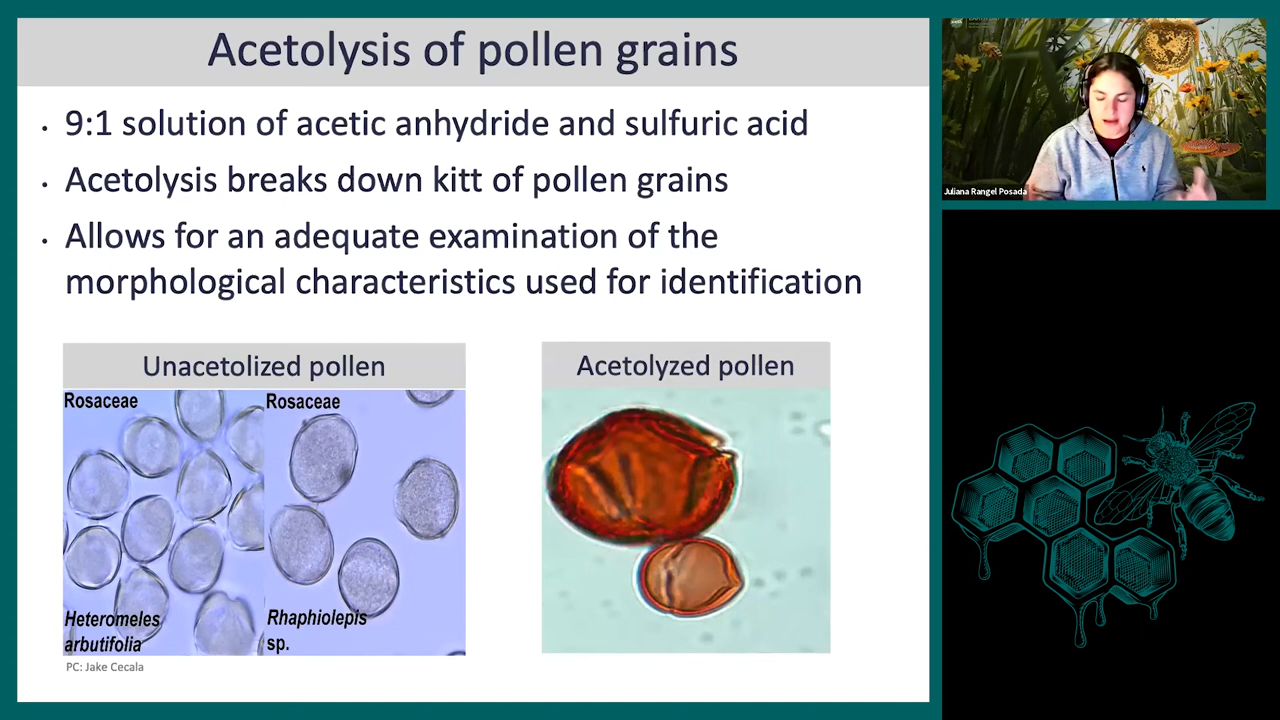 Acetolysis of pollen grains
• 9:1 solution of acetic anhydride and sulfuric acid
• Acetolysis breaks down kitt of pollen grains
• Allows for an adequate examination of the
morphological characteristics used for identification
Unacetolized pollen
Acetolyzed pollen
Rosaceae
Rosaceae
Heteromeles
arbutifolia
Rhaphiolepis
sp.
PC: Jake Cecala
Juliana Rangel Posada